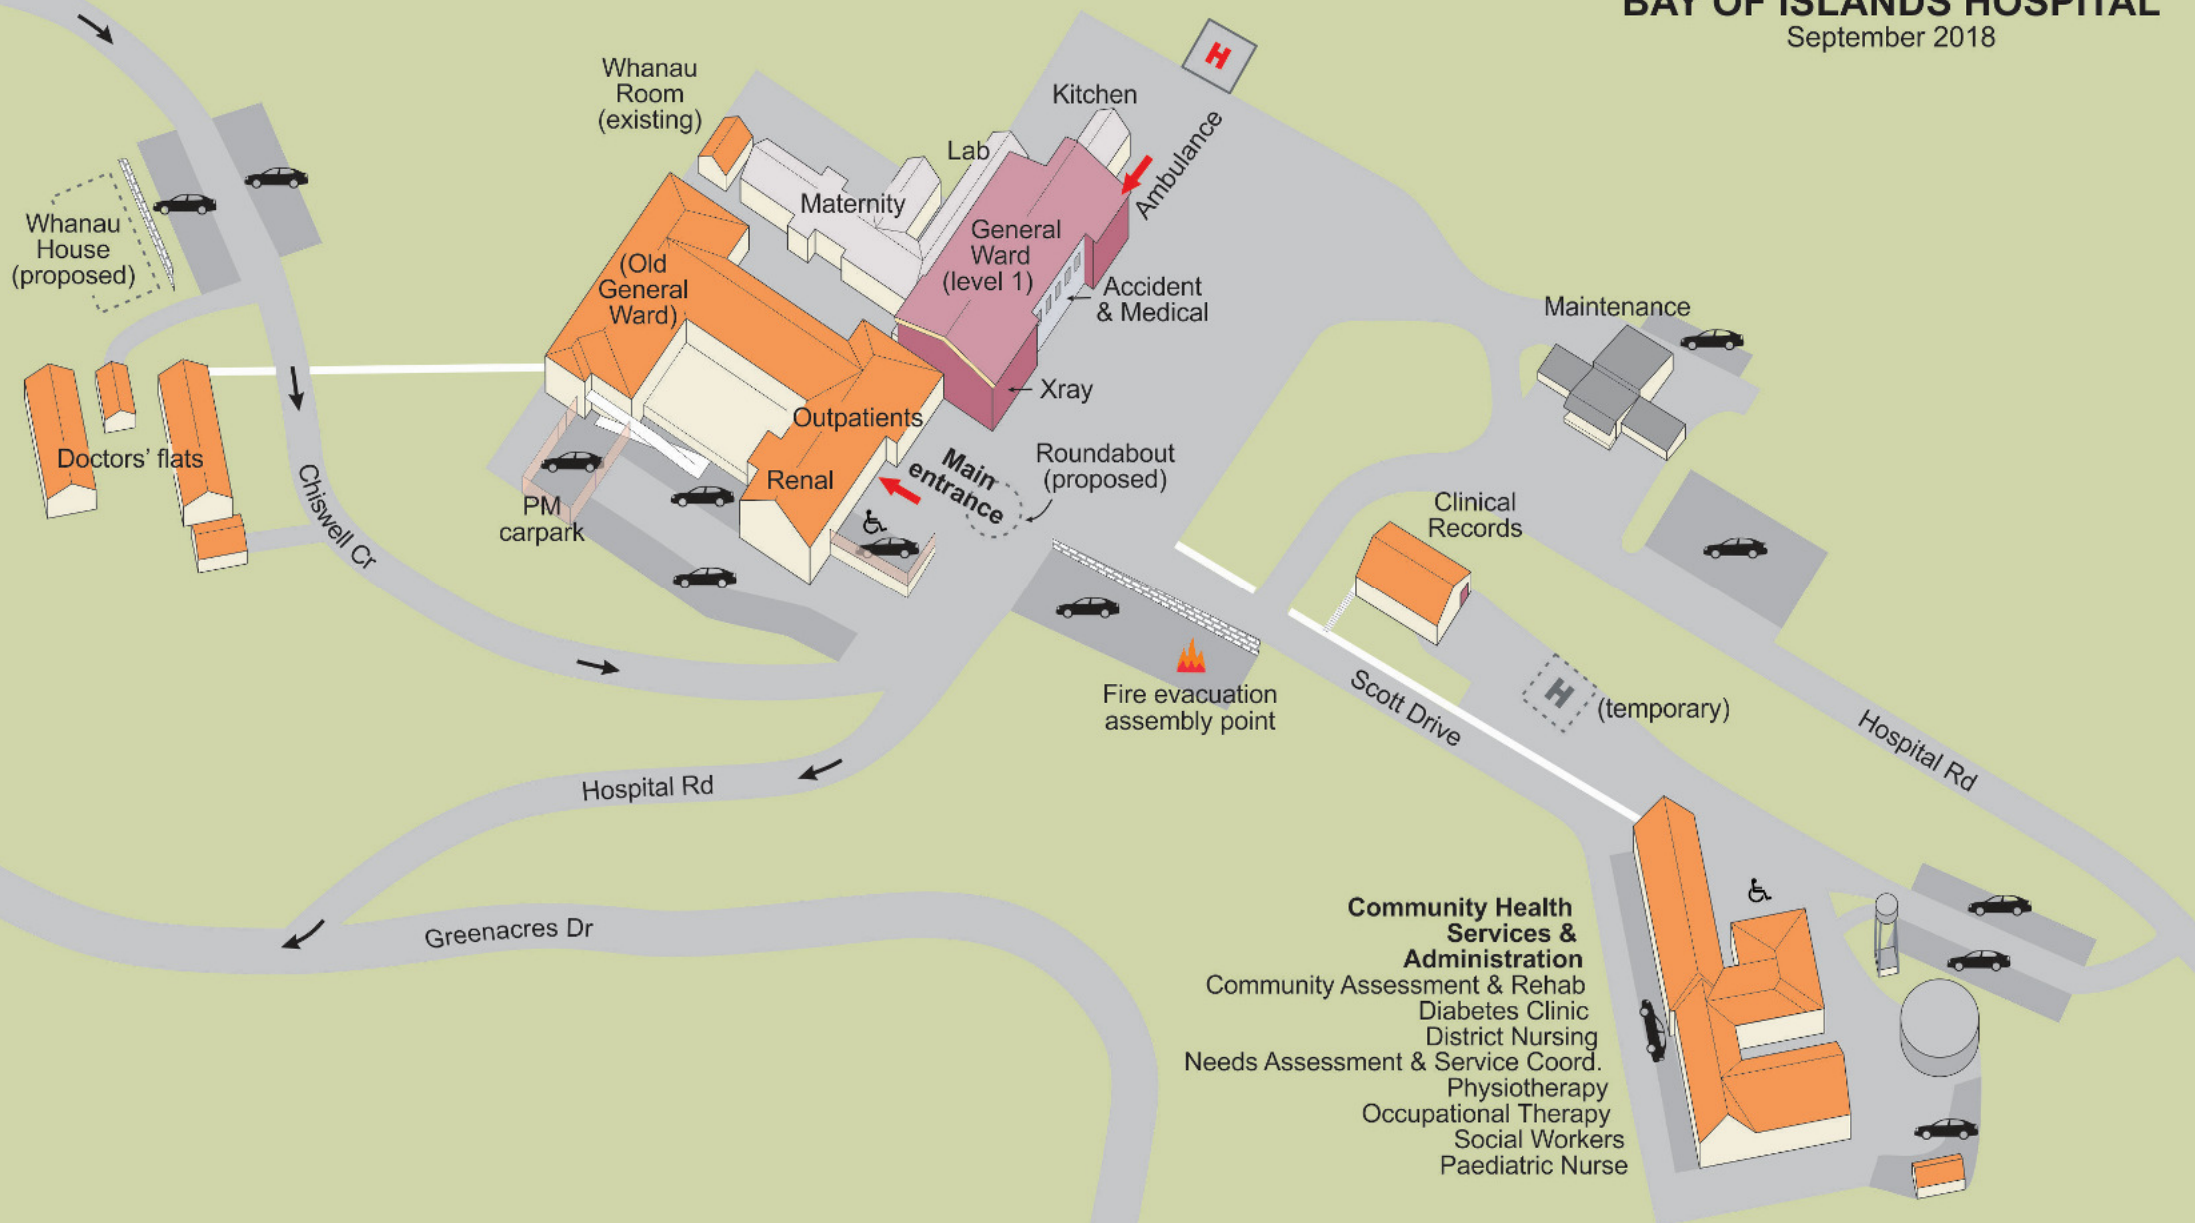 BAY OF ISLANDS HOSPITAL
September 2018
H
Whanau
Room
(existing)
Kitchen
Ambulance
Lab
Maternity
General
Ward
(level 1)
Accident
& Medical
Xray
Whanau
House
(proposed)
(Old
General
Ward)
Maintenance
Outpatients
Renal
Main
entrance
Roundabout
(proposed)
Doctors' flats
PM
carpark
Chiswell Cr
Clinical
Records
Fire evacuation
assembly point
Scott Drive
H
(temporary)
Hospital Rd
Hospital Rd
Greenacres Dr
Community Health
Services &
Administration
Community Assessment & Rehab
Diabetes Clinic
District Nursing
Needs Assessment & Service Coord.
Physiotherapy
Occupational Therapy
Social Workers
Paediatric Nurse